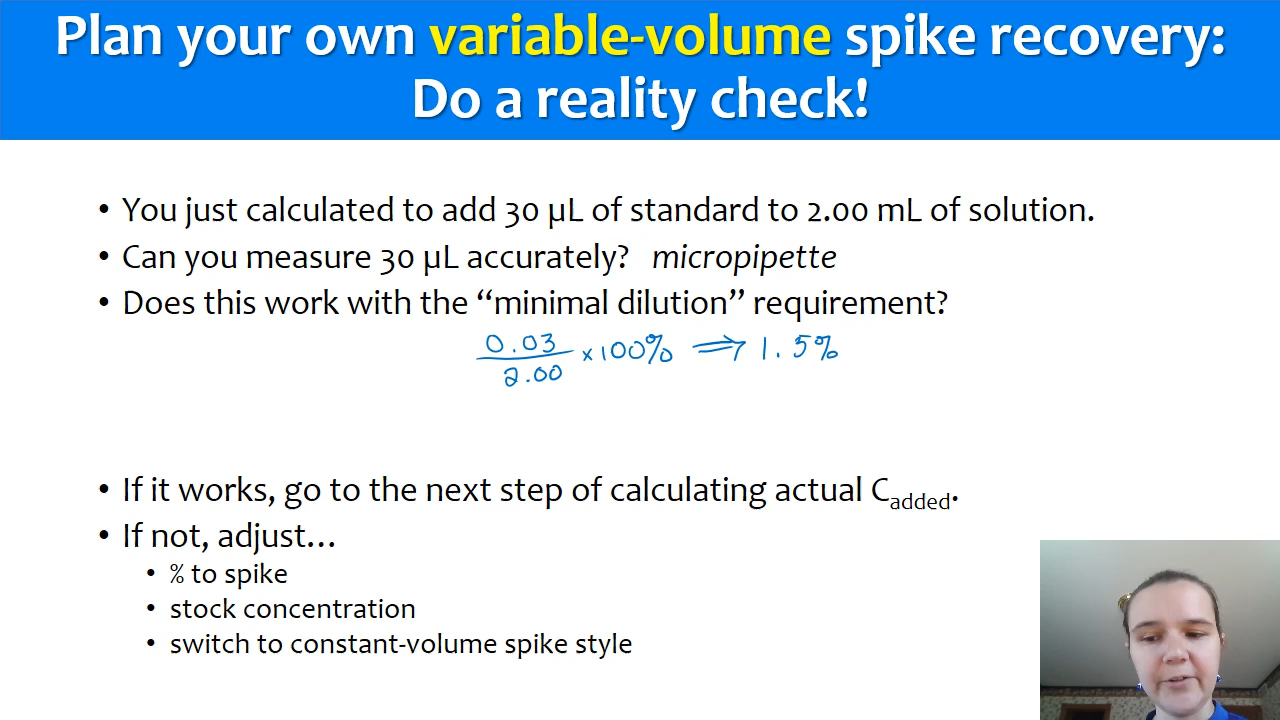 Plan your own variable-volume spike recovery:
Do a reality check!
• You just calculated to add 30 µL of standard to 2.00 mL of solution.
• Can you measure 30 µL accurately? micropipette
• Does this work with the “minimal dilution” requirement?
0.03
2.00
× 100% ⟹ 1.5%
• If it works, go to the next step of calculating actual Cadded.
• If not, adjust…
• % to spike
• stock concentration
• switch to constant-volume spike style